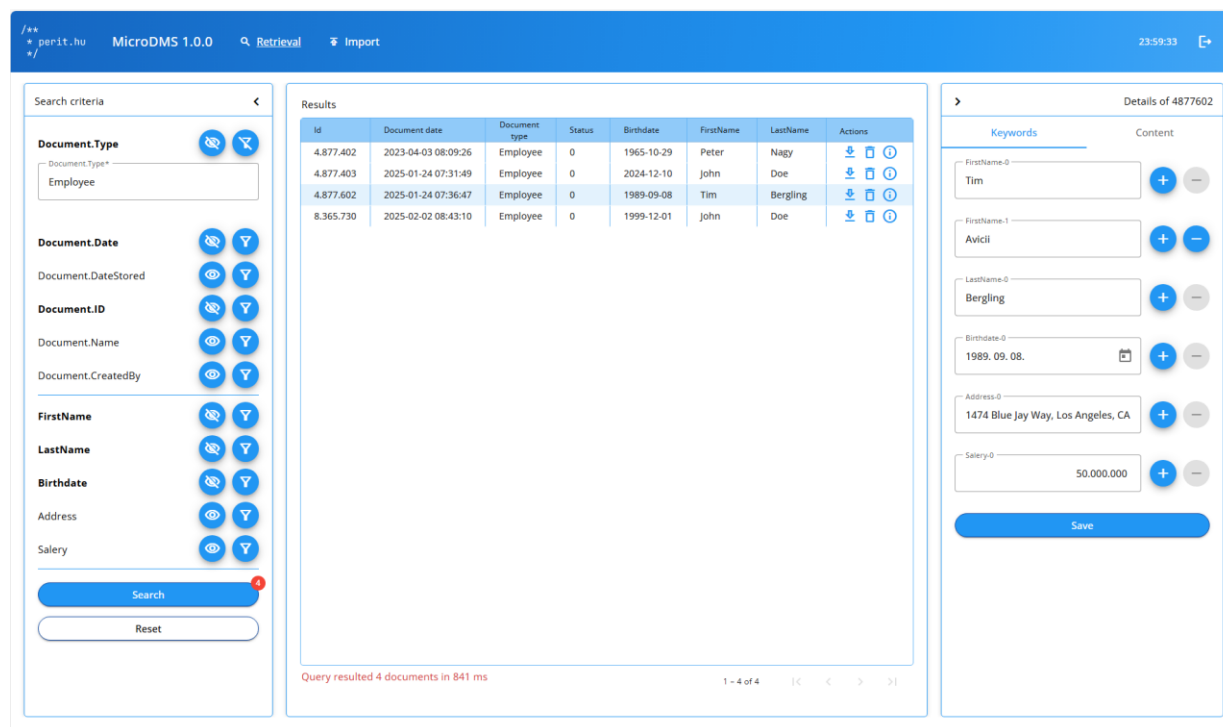 /**
* perit.hu
*/
MicroDMS 1.0.0
Retrieval
Import
23:59:33
Search criteria
Document.Type
Document.Type*
Employee
Document.Date
Document.DateStored
Document.ID
Document.Name
Document.CreatedBy
FirstName
LastName
Birthdate
Address
Salery
4
Search
Reset
Results
Id Document date Document type Status Birthdate FirstName LastName Actions
4.877.402 2023-04-03 08:09:26 Employee 0 1965-10-29 Peter Nagy
4.877.403 2025-01-24 07:31:49 Employee 0 2024-12-10 John Doe
4.877.602 2025-01-24 07:36:47 Employee 0 1989-09-08 Tim Bergling
8.365.730 2025-02-02 08:43:10 Employee 0 1999-12-01 John Doe
Query resulted 4 documents in 841 ms
1 – 4 of 4
Details of 4877602
Keywords Content
FirstName-0
Tim
FirstName-1
Avicii
LastName-0
Bergling
Birthdate-0
1989. 09. 08.
Address-0
1474 Blue Jay Way, Los Angeles, CA
Salery-0
50.000.000
Save